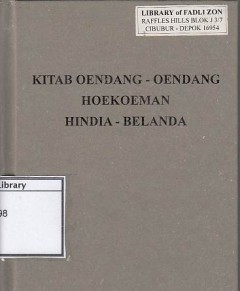 LIBRARY of FADLI ZON
RAFFLES HILLS BLOK J 3/7
CIBUBUR - DEPOK 16954
KITAB OENDANG - OENDANG
HOEKOEMAN
HINDIA - BELANDA
Library
98